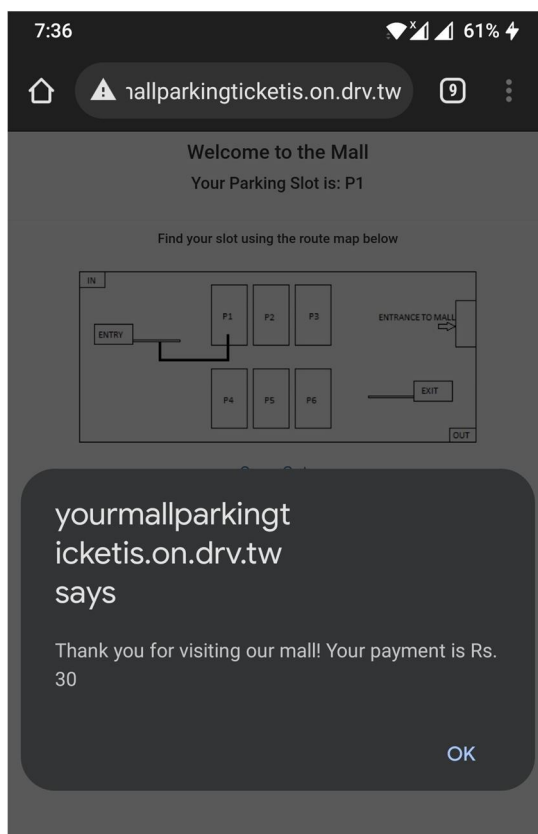 7:36
x
61%
nallparkingticketis.on.drv.tw
9
Welcome to the Mall
Your Parking Slot is: P1
Find your slot using the route map below
IN
P1 P2 P3 ENTRANCE TO MALL
ENTRY
P4 P5 P6 EXIT
OUT
yourmallparkingt
icketis.on.drv.tw
says
Thank you for visiting our mall! Your payment is Rs.
30
OK